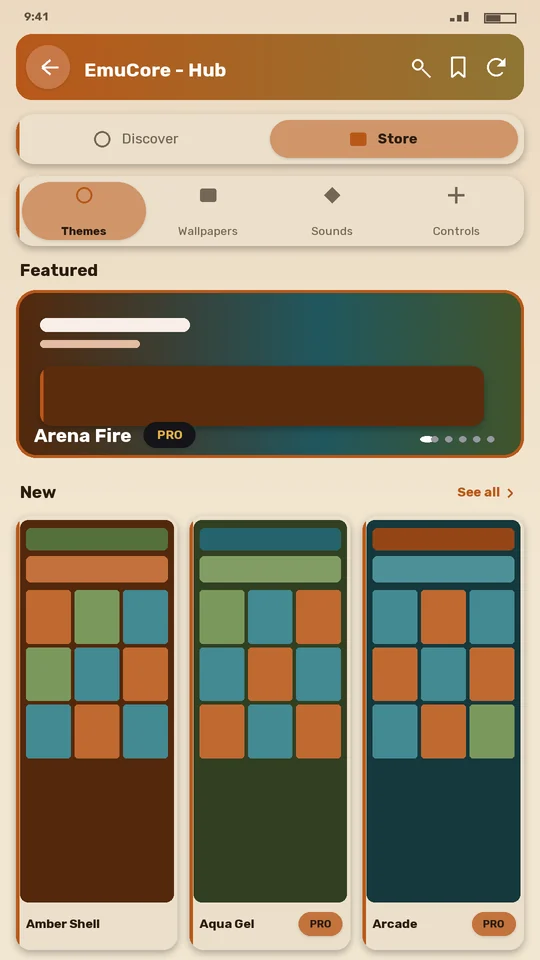 9:41
EmuCore - Hub
Discover
Store
Themes
Wallpapers
Sounds
Controls
Featured
Arena Fire
PRO
New
See all
Amber Shell
Aqua Gel
PRO
Arcade
PRO